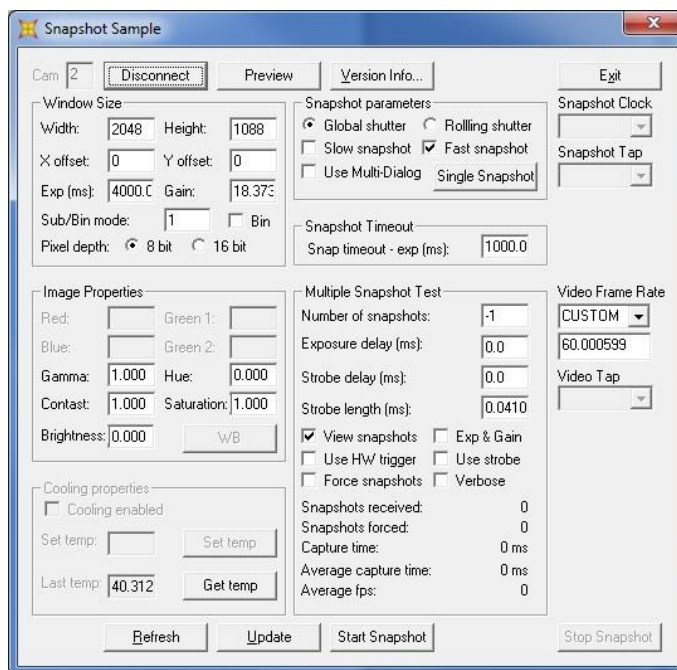 Snapshot Sample
Cam 2 Disconnect Preview Version Info... Exit
Window Size
Width: 2048 Height: 1088
X offset: 0 Y offset: 0
Exp (ms): 4000.0 Gain: 18.373
Sub/Bin mode: 1 Bin
Pixel depth: 8 bit 16 bit
Snapshot parameters
Global shutter Rollling shutter
Slow snapshot Fast snapshot
Use Multi-Dialog Single Snapshot
Snapshot Clock
Snapshot Tap
Snapshot Timeout
Snap timeout - exp (ms): 1000.0
Image Properties
Red: Green 1:
Blue: Green 2:
Gamma: 1.000 Hue: 0.000
Contast: 1.000 Saturation: 1.000
Brightness: 0.000 WB
Cooling properties
Cooling enabled
Set temp: Set temp
Last temp: 40.312 Get temp
Multiple Snapshot Test
Number of snapshots: -1
Exposure delay (ms): 0.0
Strobe delay (ms): 0.0
Strobe length (ms): 0.0410
View snapshots Exp & Gain
Use HW trigger Use strobe
Force snapshots Verbose
Snapshots received: 0
Snapshots forced: 0
Capture time: 0 ms
Average capture time: 0 ms
Average fps: 0
Video Frame Rate
CUSTOM
60.000599
Video Tap
Refresh Update Start Snapshot Stop Snapshot